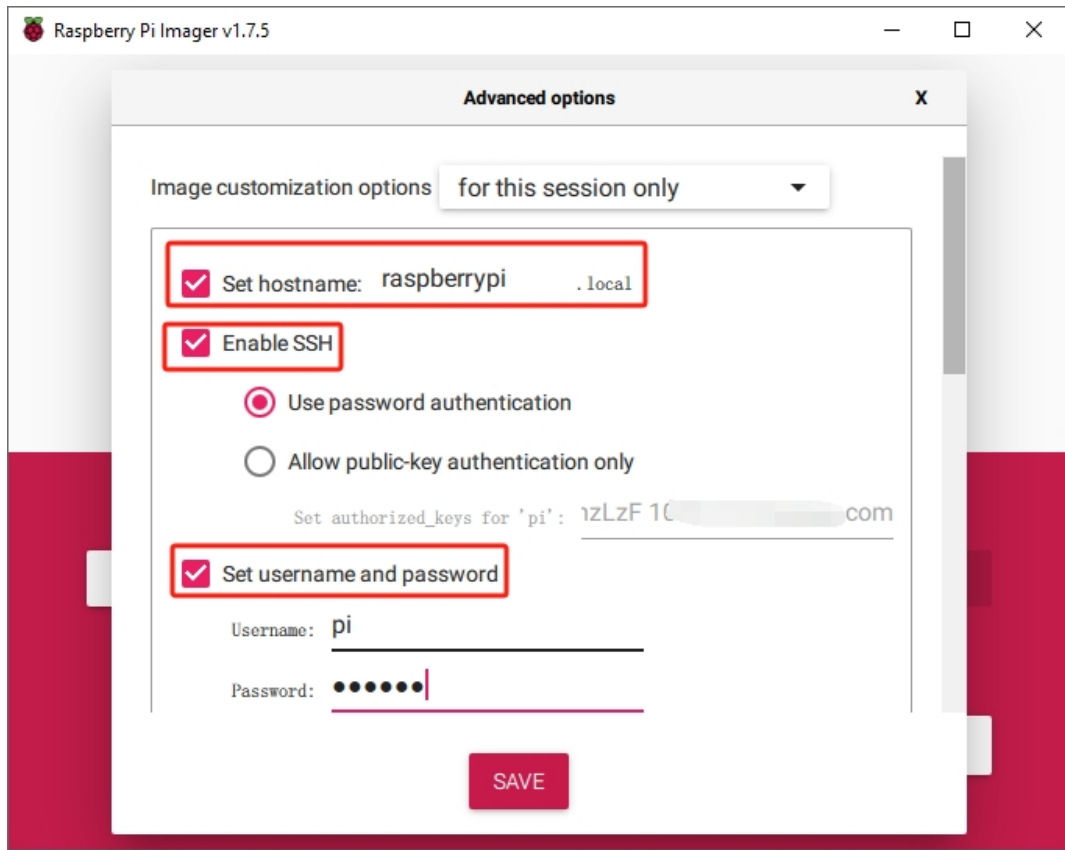 Raspberry Pi Imager v1.7.5
Advanced options X
Image customization options for this session only
Set hostname: raspberrypi .local
Enable SSH
Use password authentication
Allow public-key authentication only
Set authorized_keys for 'pi': com
Set username and password
Username: pi
Password: ●●●●●●
SAVE